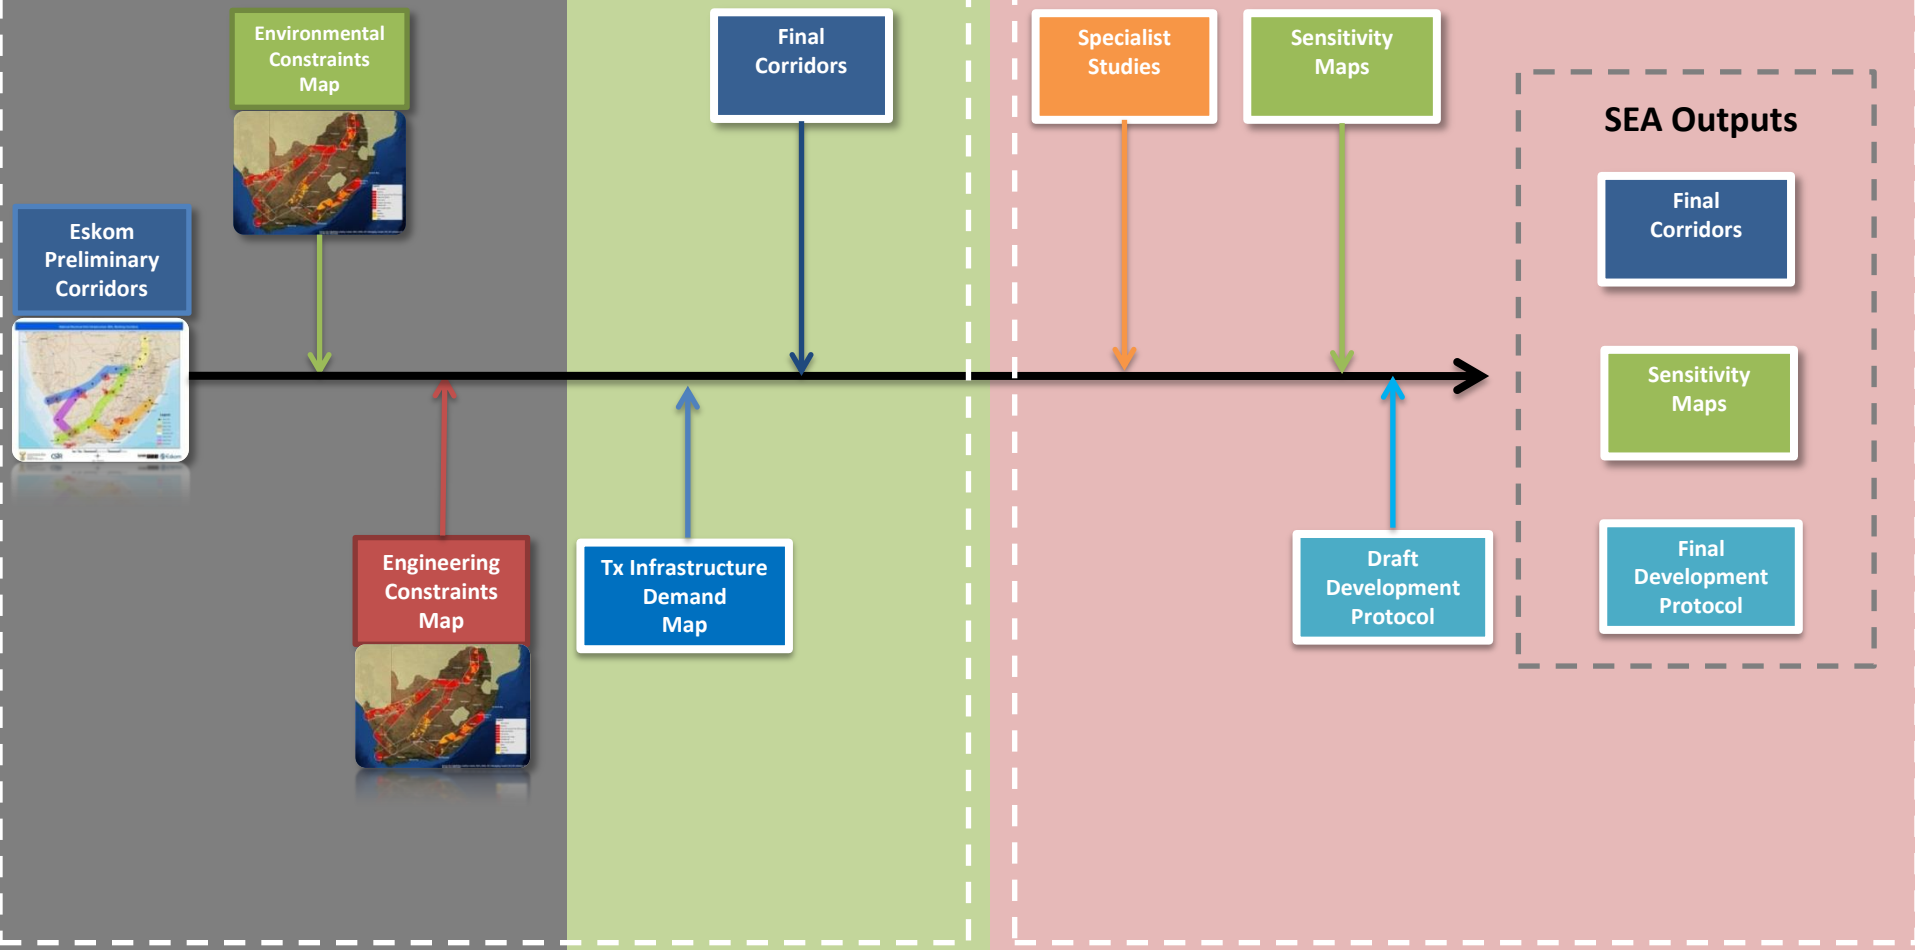 Environmental
Constraints
Map
Final
Corridors
Specialist
Studies
Sensitivity
Maps
SEA Outputs
Eskom
Preliminary
Corridors
Final
Corridors
Sensitivity
Maps
Engineering
Constraints
Map
Tx Infrastructure
Demand
Map
Draft
Development
Protocol
Final
Development
Protocol